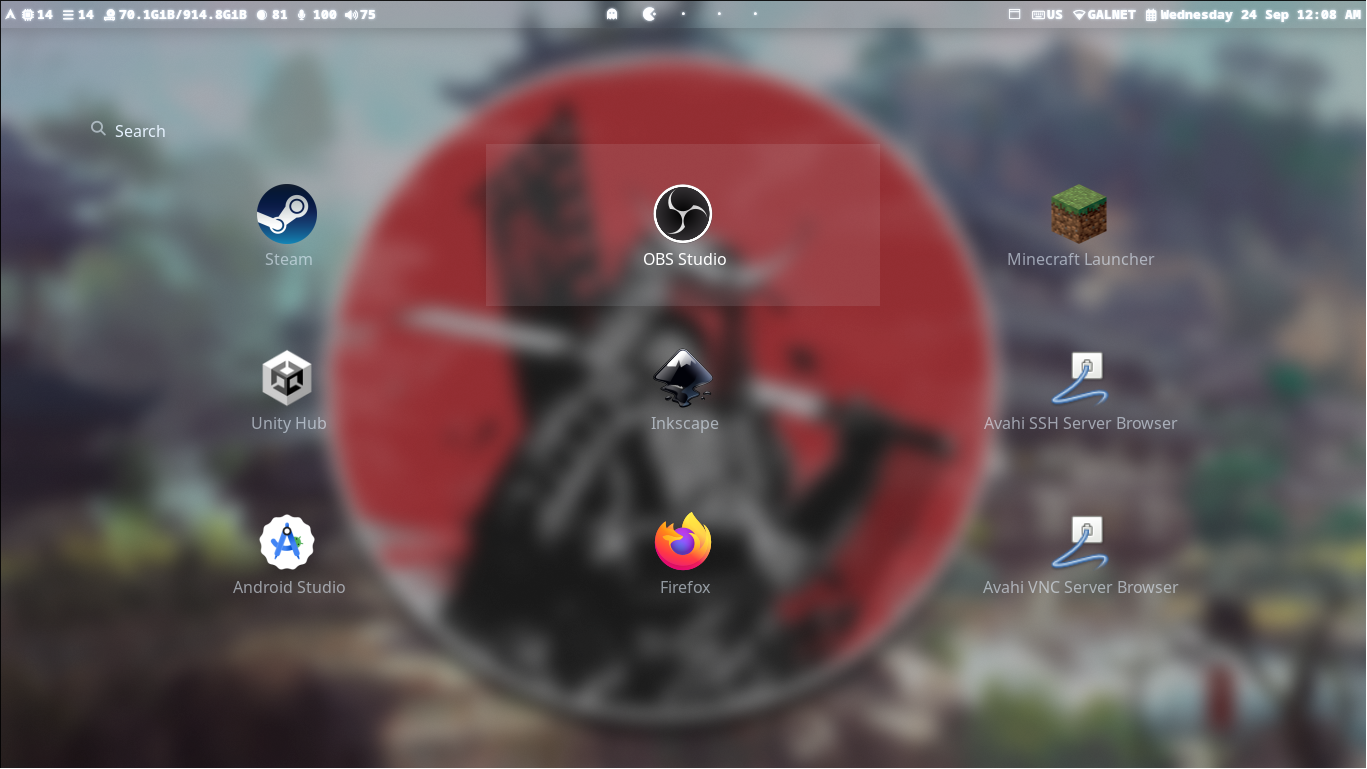 14 14 70.1GiB/914.8GiB 81 100 75 US GALNET Wednesday 24 Sep 12:08 AM
Search
Steam OBS Studio Minecraft Launcher
Unity Hub Inkscape Avahi SSH Server Browser
Android Studio Firefox Avahi VNC Server Browser